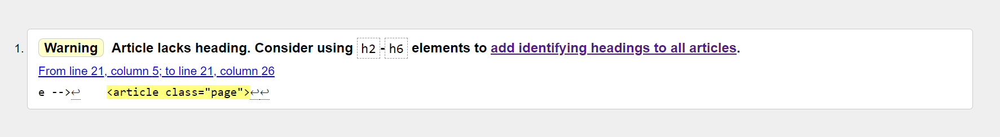 1. Warning Article lacks heading. Consider using h2-h6 elements to add identifying headings to all articles.
From line 21, column 5; to line 21, column 26
e -->↩ <article class="page">↩↩